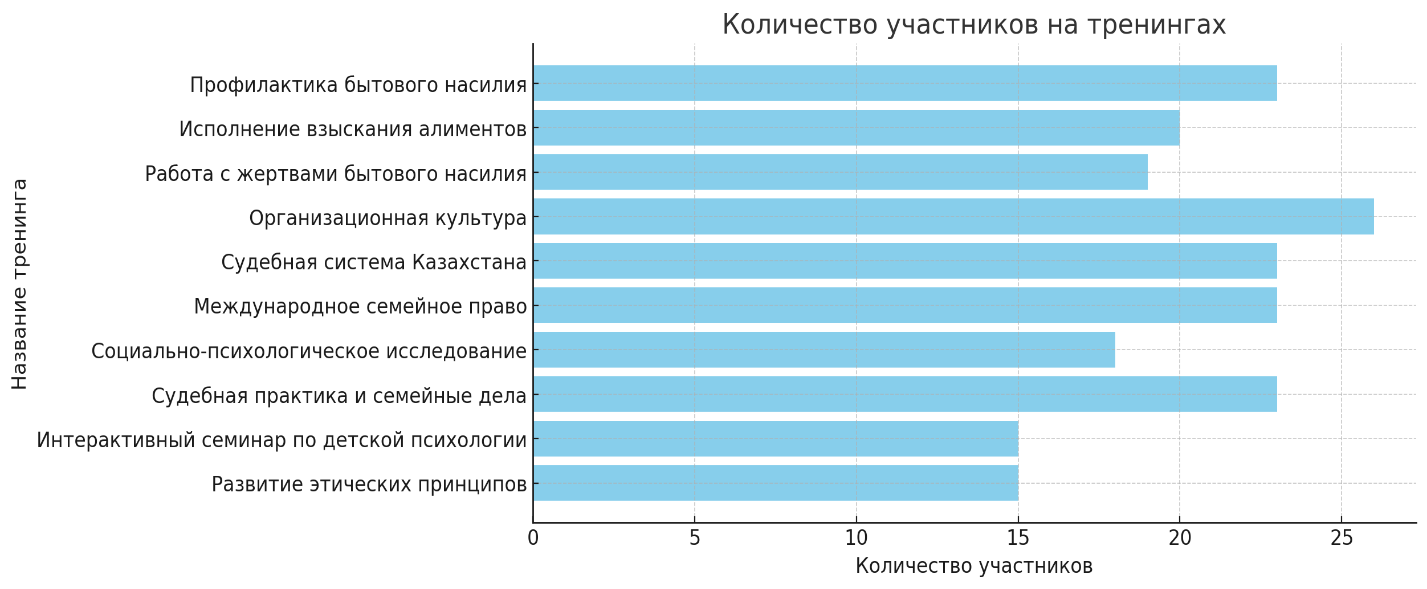 Количество участников на тренингах
Название тренинга
Профилактика бытового насилия
Исполнение взыскания алиментов
Работа с жертвами бытового насилия
Организационная культура
Судебная система Казахстана
Международное семейное право
Социально-психологическое исследование
Судебная практика и семейные дела
Интерактивный семинар по детской психологии
Развитие этических принципов
0 5 10 15 20 25
Количество участников